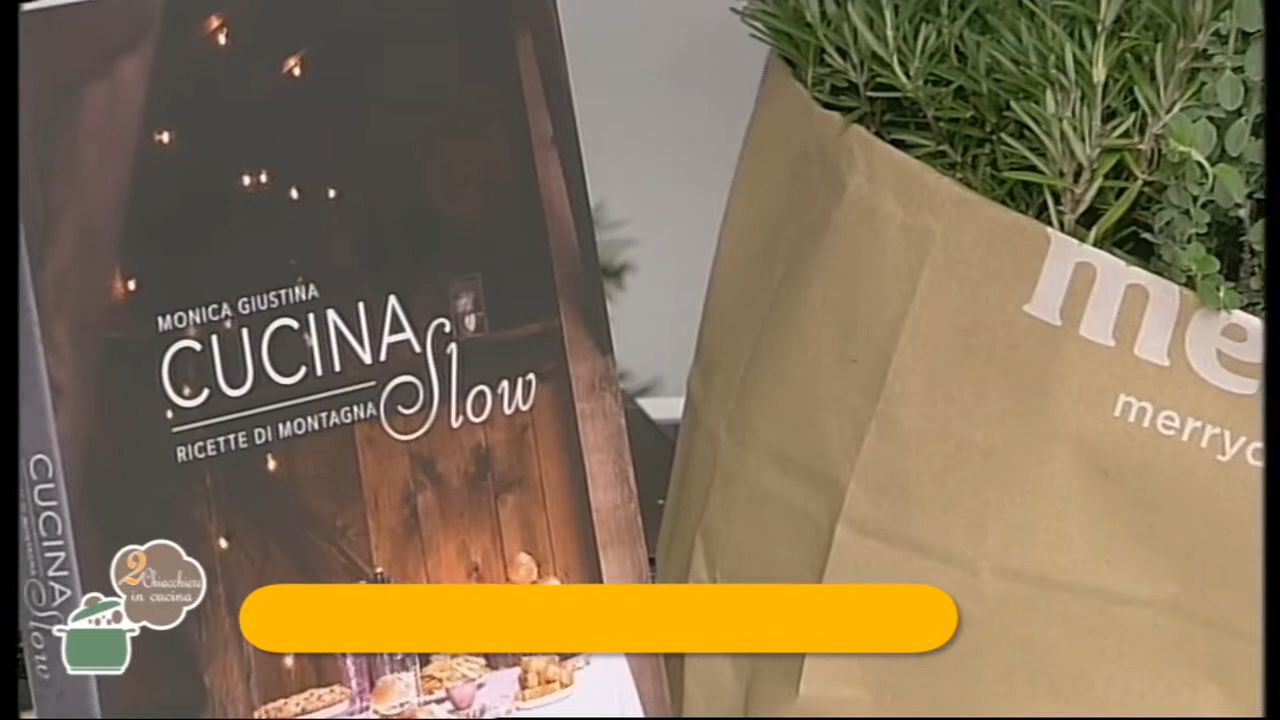 MONICA GIUSTINA
CUCINA
Slow
RICETTE DI MONTAGNA
CUCINA
Slow
me
merryc
2 Chiacchiere
in cucina